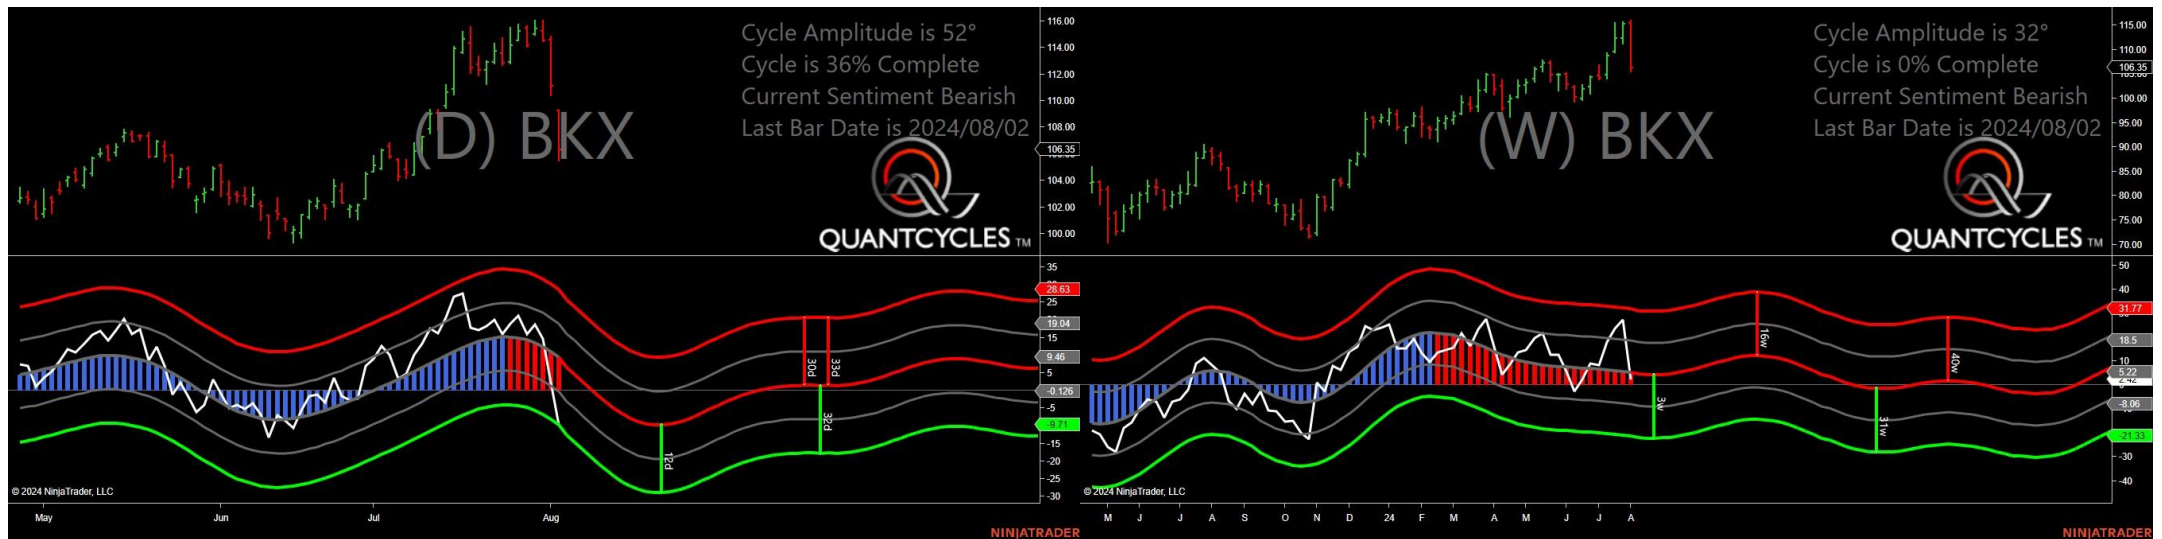 Cycle Amplitude is 52°
Cycle is 36% Complete
Current Sentiment Bearish
Last Bar Date is 2024/08/02
(D) BKX
QUANTCYCLES TM
116.00
114.00
112.00
110.00
108.00
106.35
104.00
102.00
100.00
35
28.63
25
19.04
15
9.46
5
-0.126
-5
-9.71
-15
-20
-25
-30
30d
33d
32d
12d
© 2024 NinjaTrader, LLC
May Jun Jul Aug
NINJATRADER
Cycle Amplitude is 32°
Cycle is 0% Complete
Current Sentiment Bearish
Last Bar Date is 2024/08/02
(W) BKX
QUANTCYCLES TM
115.00
110.00
106.35
100.00
95.00
90.00
85.00
80.00
75.00
70.00
50
40
31.77
18.5
10
5.22
2.42
-8.06
-21.33
-30
-40
16w
40w
3w
31w
© 2024 NinjaTrader, LLC
M J J A S O N D 24 F M A M J J A
NINJATRADER